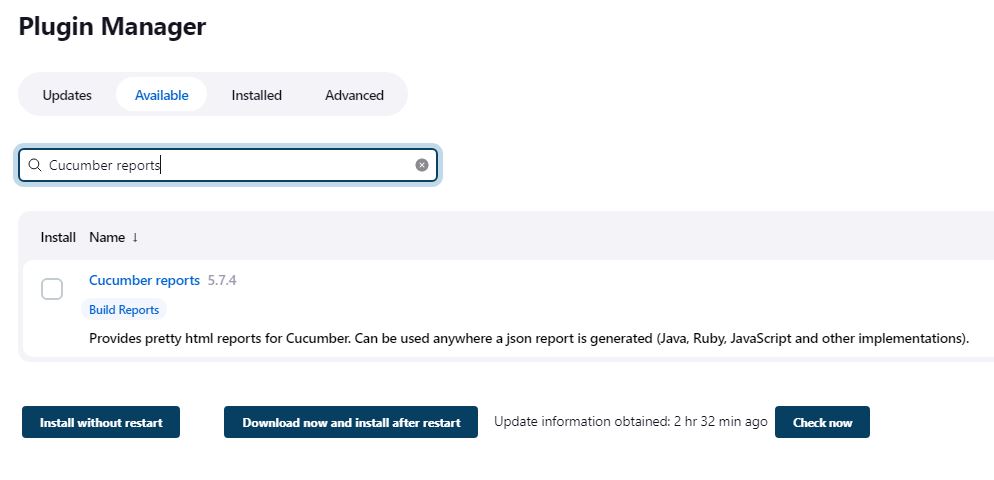 Plugin Manager
Updates Available Installed Advanced
Cucumber reports
Install Name ↓
Cucumber reports 5.7.4
Build Reports
Provides pretty html reports for Cucumber. Can be used anywhere a json report is generated (Java, Ruby, JavaScript and other implementations).
Install without restart Download now and install after restart Update information obtained: 2 hr 32 min ago Check now